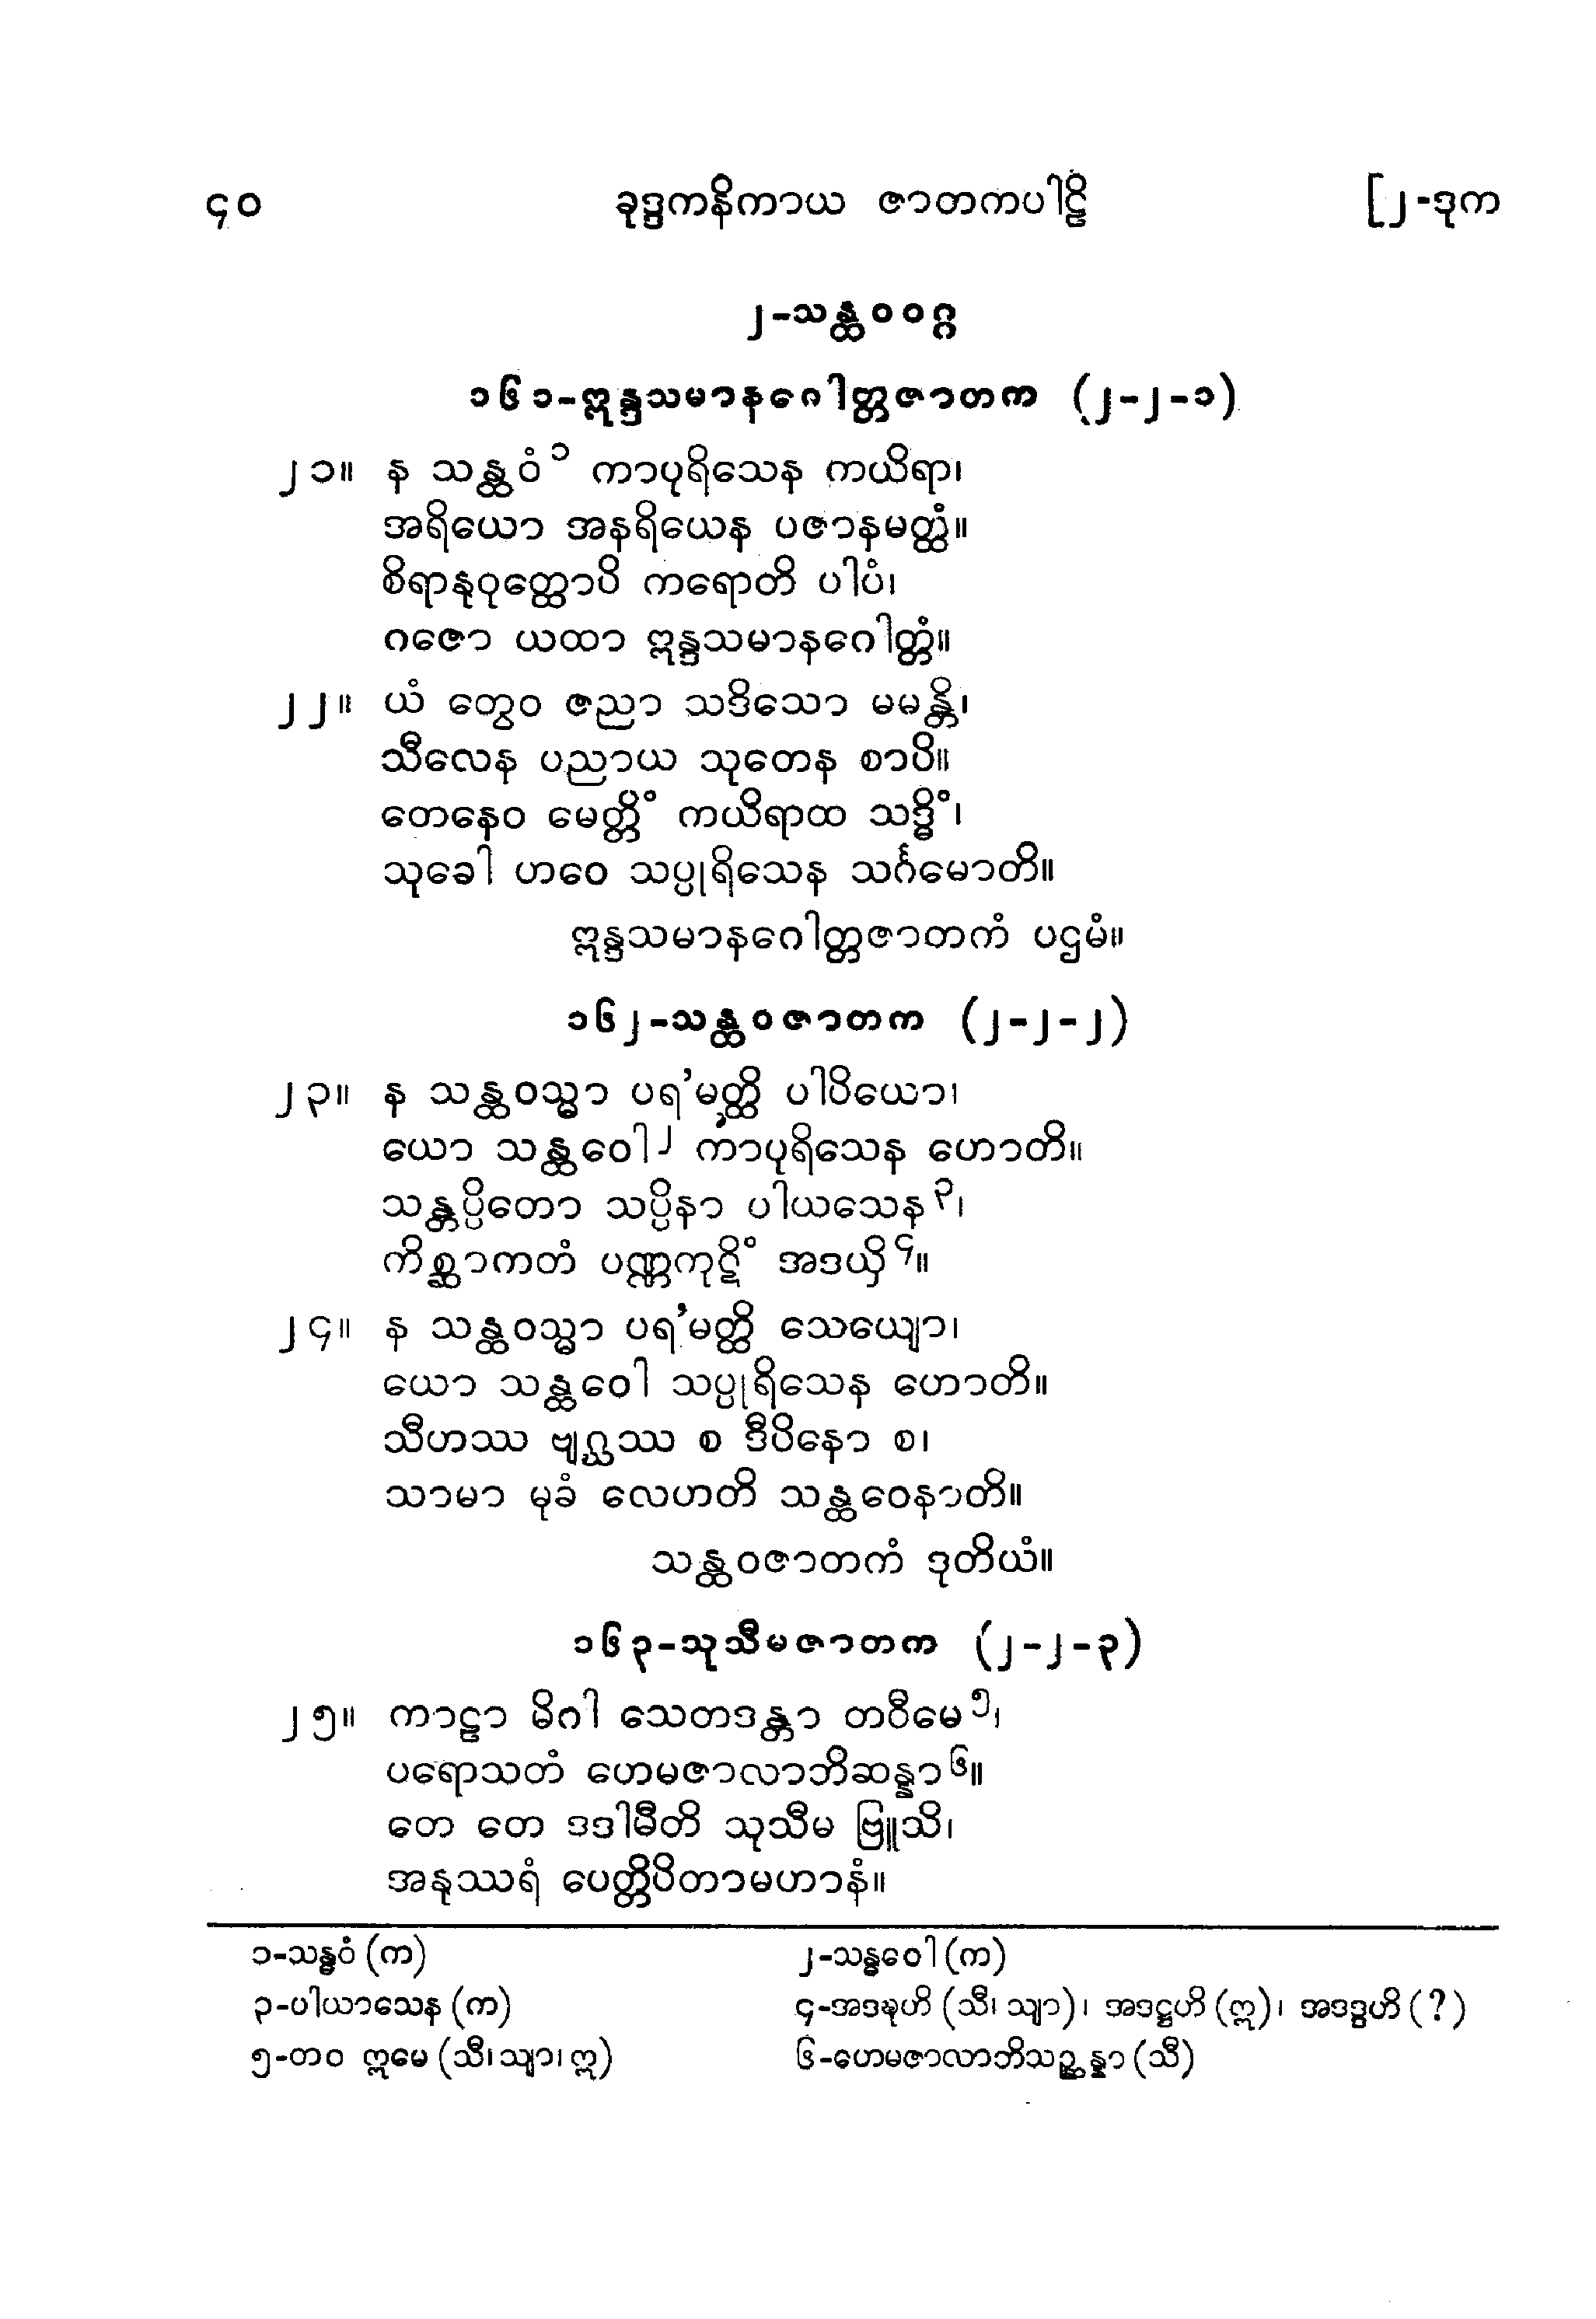 ၄၀ ခုဒ္ဒကနိကာယ ဇာတကပါဠိ [၂-ဒုက
၂-သန္ထဝဝဂ္ဂ
၁၆၁-ဣန္ဒသမာနဂေါတ္တဇာတက (၂-၂-၁)
၂၁။ န သန္ထဝံ၁ ကာပုရိသေန ကယိရာ၊
အရိယော အနရိယေန ပဇာနမတ္ထံ။
စိရာနုဝုတ္ထောပိ ကရောတိ ပါပံ၊
ဂဇော ယထာ ဣန္ဒသမာနဂေါတ္တံ။
၂၂။ ယံ တွေဝ ဇညာ သဒိသော မမန္တိ၊
သီလေန ပညာယ သုတေန စာပိ။
တေနေဝ မေတ္တိံ ကယိရာထ သဒ္ဓိံ၊
သုခေါ ဟဝေ သပ္ပုရိသေန သင်္ဂမောတိ။
ဣန္ဒသမာနဂေါတ္တဇာတကံ ပဌမံ။
၁၆၂-သန္ထဝဇာတက (၂-၂-၂)
၂၃။ န သန္ထဝသ္မာ ပရ'မတ္ထိ ပါပိယော၊
ယော သန္ထဝေါ၂ ကာပုရိသေန ဟောတိ။
သန္တပ္ပိတော သပ္ပိနာ ပါယသေန၃၊
ကိစ္ဆာကတံ ပဏ္ဏကုဋိံ အဒယှိ၄။
၂၄။ န သန္ထဝသ္မာ ပရ'မတ္ထိ သေယျော၊
ယော သန္ထဝေါ သပ္ပုရိသေန ဟောတိ။
သီဟဿ ဗျဂ္ဃဿ စ ဒီပိနော စ၊
သာမာ မုခံ လေဟတိ သန္ထဝေနာတိ။
သန္ထဝဇာတကံ ဒုတိယံ။
၁၆၃-သုသီမဇာတက (၂-၂-၃)
၂၅။ ကာဠာ မိဂါ သေတဒန္တာ တဝီမေ၅၊
ပရောသတံ ဟေမဇာလာဘိဆန္နာ၆။
တေ တေ ဒဒါမီတိ သုသီမ ဗြူသိ၊
အနုဿရံ ပေတ္တိပိတာမဟာနံ။
၁-သန္ဓဝံ (က) ၂-သန္ဓဝေါ (က)
၃-ပါယာသေန (က) ၄-အဒဍ္ဎဟိ (သီ၊ သျာ)၊ အဒဋ္ဌဟိ (ဣ)၊ အဒဒ္ဒဟိ (?)
၅-တဝ ဣမေ (သီ၊ သျာ၊ ဣ) ၆-ဟေမဇာလာဘိသဉ္ဆန္နာ (သီ)